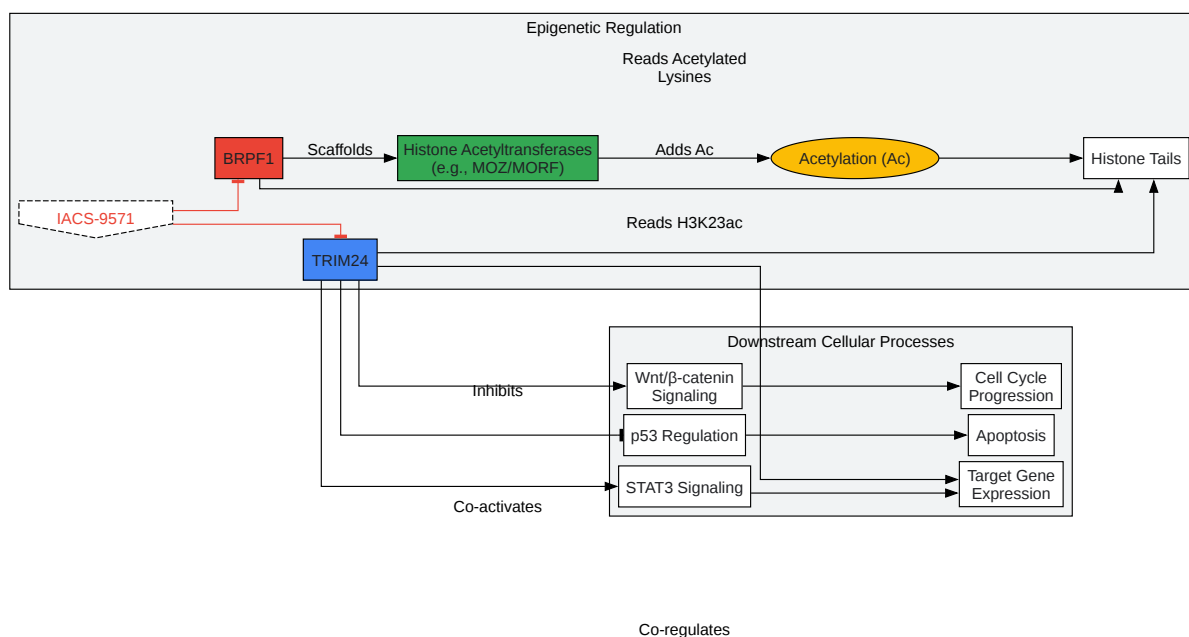 Epigenetic Regulation
Reads Acetylated
Lysines
BRPF1
Scaffolds
Histone Acetyltransferases
(e.g., MOZ/MORF)
Adds Ac
Acetylation (Ac)
Histone Tails
IACS-9571
Reads H3K23ac
TRIM24
Downstream Cellular Processes
Wnt/β-catenin
Signaling
Cell Cycle
Progression
Inhibits
p53 Regulation
Apoptosis
STAT3 Signaling
Target Gene
Expression
Co-activates
Co-regulates